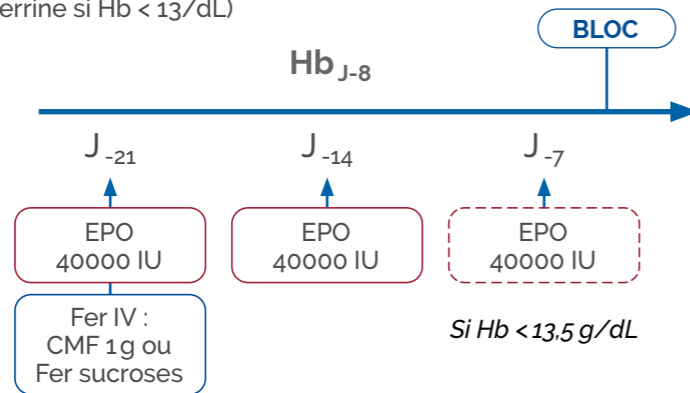 errine si Hb < 13/dL)
BLOC
Hb J-8
J -21
J -14
J -7
EPO
40000 IU
EPO
40000 IU
EPO
40000 IU
Fer IV :
CMF 1 g ou
Fer sucroses
Si Hb < 13,5 g/dL